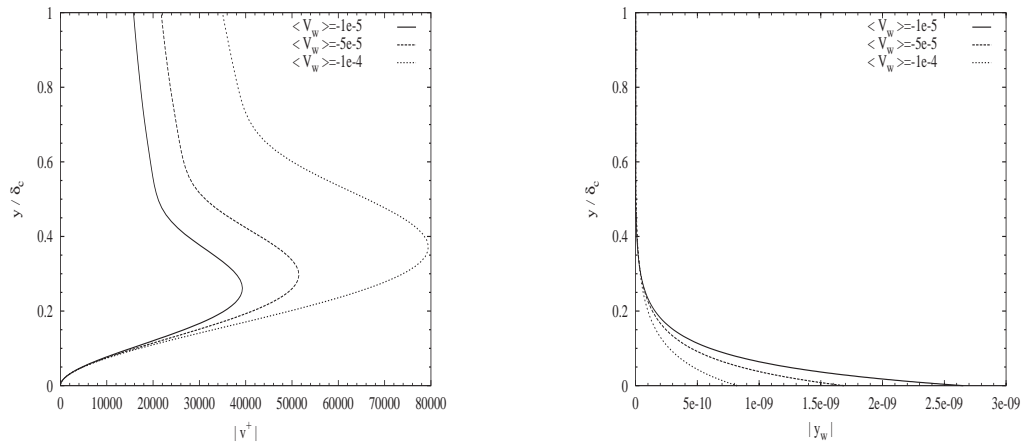 < V_w >=-1e-5
< V_w >=-5e-5
< V_w >=-1e-4
1
0.8
0.6
0.4
0.2
0
y / δ_c
0 10000 20000 30000 40000 50000 60000 70000 80000
| v^+ |
< V_w >=-1e-5
< V_w >=-5e-5
< V_w >=-1e-4
1
0.8
0.6
0.4
0.2
0
y / δ_c
0 5e-10 1e-09 1.5e-09 2e-09 2.5e-09 3e-09
| y_w |